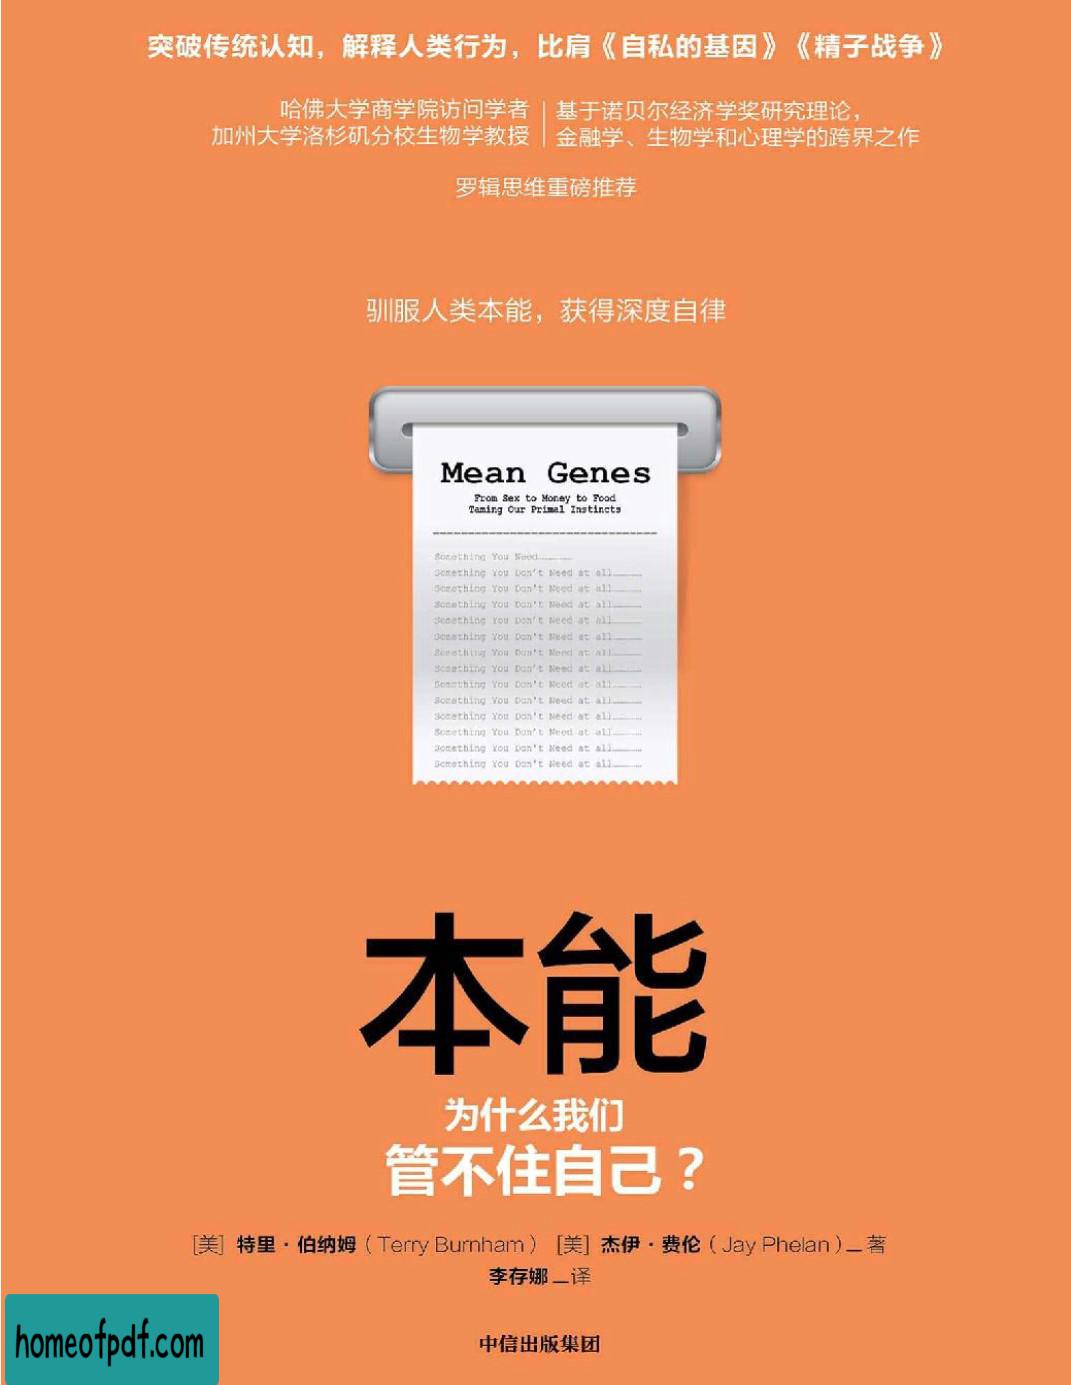 突破传统认知，解释人类行为，比肩《自私的基因》《精子战争》
哈佛大学商学院访问学者
加州大学洛杉矶分校生物学教授
基于诺贝尔经济学奖研究理论，
金融学、生物学和心理学的跨界之作
罗辑思维重磅推荐
驯服人类本能，获得深度自律
Mean Genes
From Sex to Money to Food
Taming Our Primal Instincts
Something You Need
Something You Don't Need at all
Something You Don't Need at all
Something You Don't Need at all
Something You Don't Need at all
Something You Don't Need at all
Something You Don't Need at all
Something You Don't Need at all
Something You Don't Need at all
Something You Don't Need at all
Something You Don't Need at all
Something You Don't Need at all
Something You Don't Need at all
Something You Don't Need at all
本能
为什么我们
管不住自己？
[美] 特里·伯纳姆（Terry Burnham） [美] 杰伊·费伦（Jay Phelan）_ 著
李存娜 _ 译
中信出版集团
homeofpdf.com